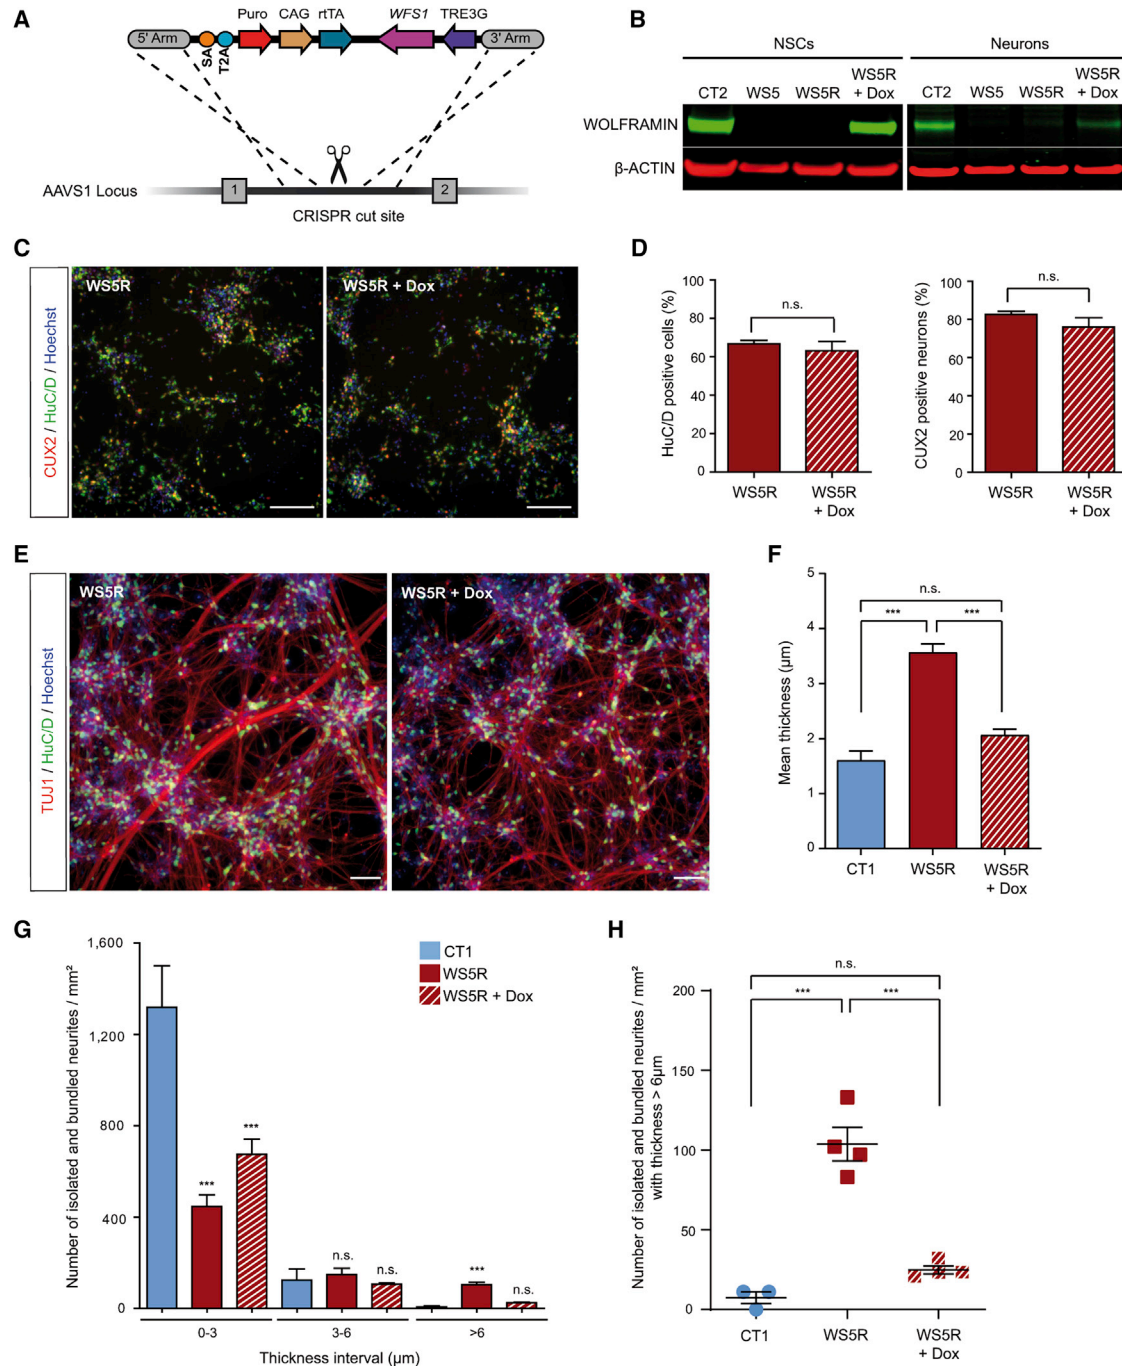 A
Puro CAG rtTA WFS1 TRE3G
5' Arm 3' Arm
SA
T2A
AAVS1 Locus 1 2
CRISPR cut site
B
NSCs Neurons
CT2 WS5 WS5R WS5R + Dox CT2 WS5 WS5R WS5R + Dox
WOLFRAMIN
β-ACTIN
C
CUX2 / HuC/D / Hoechst
WS5R
WS5R + Dox
D
HuC/D positive cells (%)
100
80
60
40
20
0
n.s.
WS5R
WS5R + Dox
CUX2 positive neurons (%)
100
80
60
40
20
0
n.s.
WS5R
WS5R + Dox
E
TUJ1 / HuC/D / Hoechst
WS5R
WS5R + Dox
F
Mean thickness (µm)
5
4
3
2
1
0
n.s.
*** ***
CT1
WS5R
WS5R + Dox
G
Number of isolated and bundled neurites / mm²
1,600
1,200
800
400
0
CT1
WS5R
WS5R + Dox
*** ***
n.s. n.s.
*** n.s.
0-3 3-6 >6
Thickness interval (µm)
H
Number of isolated and bundled neurites / mm²
with thickness > 6µm
200
150
100
50
0
n.s.
*** ***
CT1
WS5R
WS5R + Dox